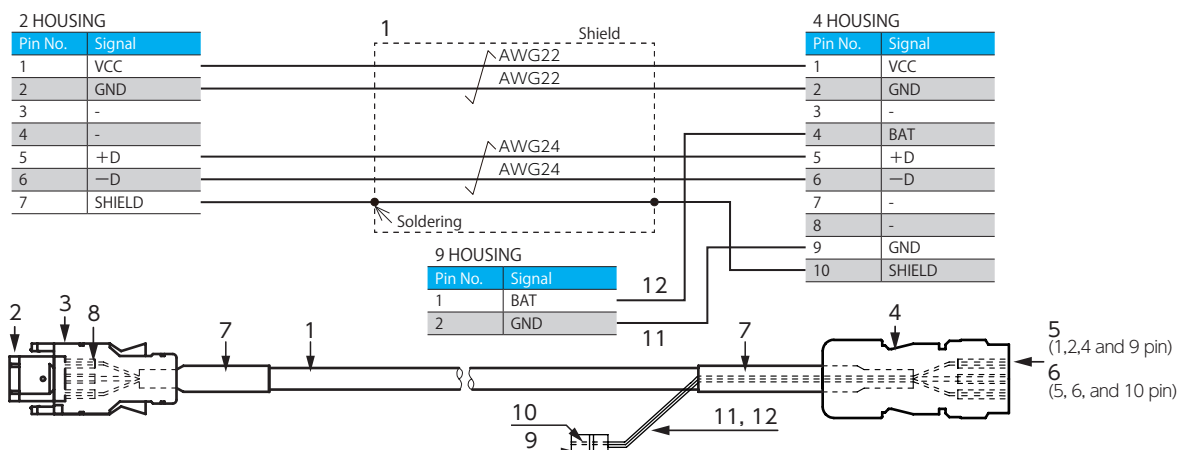 2 HOUSING
Pin No. Signal
1 VCC
2 GND
3 -
4 -
5 +D
6 —D
7 SHIELD
1
Shield
AWG22
AWG22
AWG24
AWG24
Soldering
4 HOUSING
Pin No. Signal
1 VCC
2 GND
3 -
4 BAT
5 +D
6 —D
7 -
8 -
9 GND
10 SHIELD
9 HOUSING
Pin No. Signal
1 BAT
2 GND
12
11
2 3 8 7 1 7 4
5
(1,2,4 and 9 pin)
6
(5, 6, and 10 pin)
10
9
11, 12